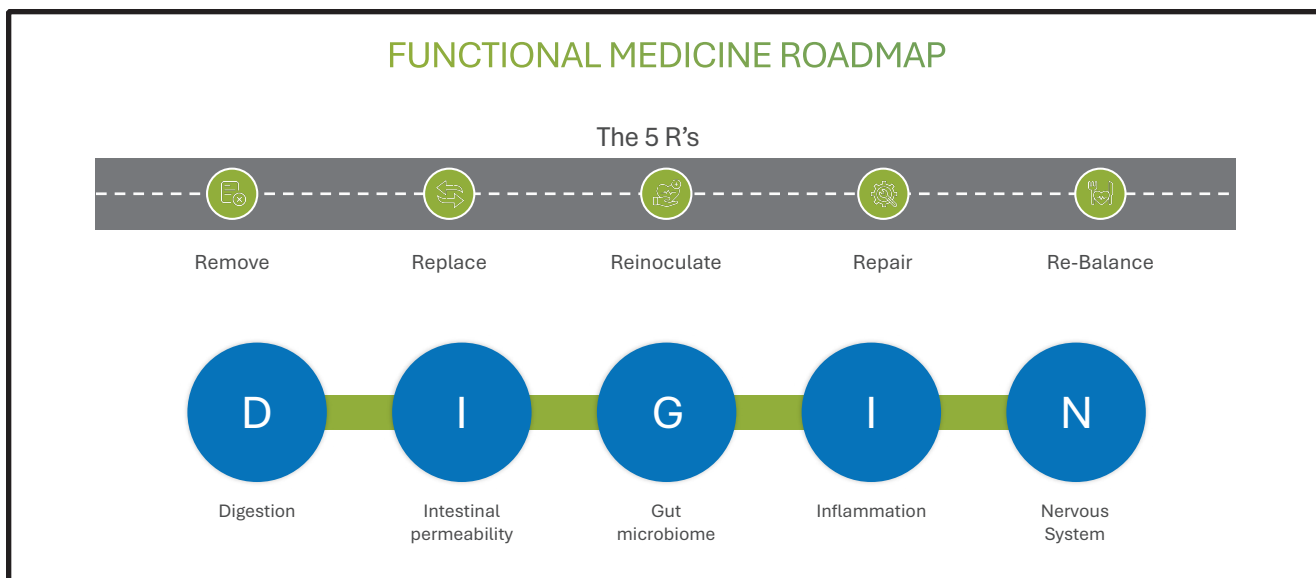 FUNCTIONAL MEDICINE ROADMAP
The 5 R’s
Remove
Replace
Reinoculate
Repair
Re-Balance
D
I
G
I
N
Digestion
Intestinal
permeability
Gut
microbiome
Inflammation
Nervous
System